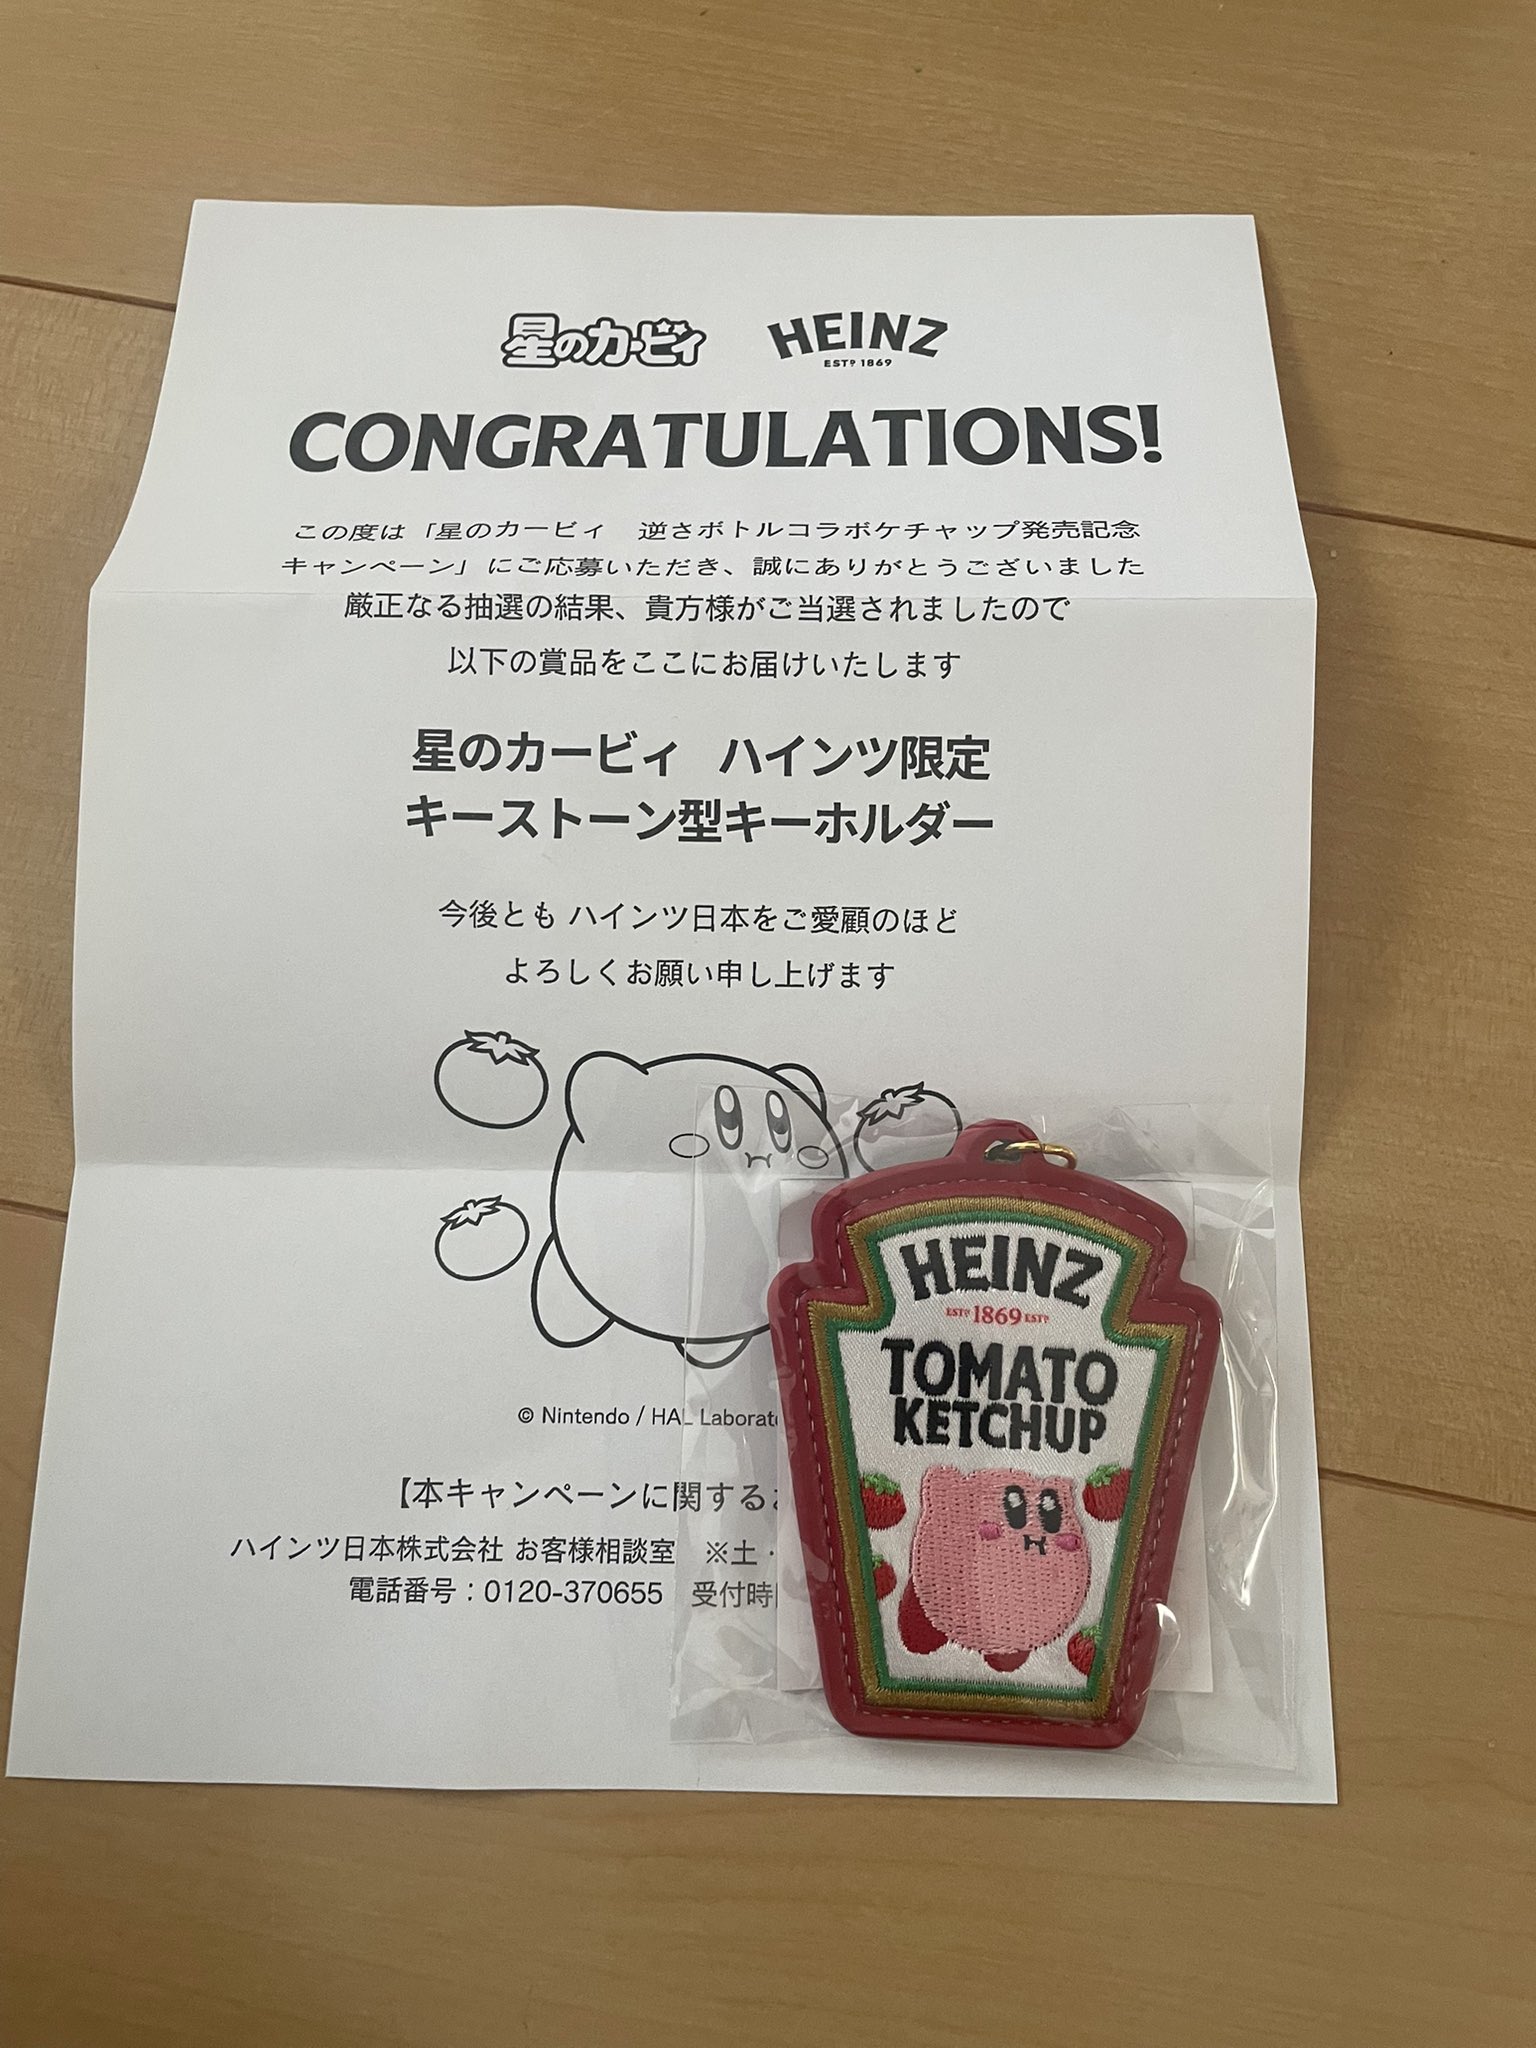 星のカービィ HEINZ
ESTD 1869
CONGRATULATIONS!
この度は「星のカービィ 逆さボトルコラボケチャップ発売記念
キャンペーン」にご応募いただき、誠にありがとうございました
厳正なる抽選の結果、貴方様がご当選されましたので
以下の賞品をここにお届けいたします
星のカービィ ハインツ限定
キーストーン型キーホルダー
今後とも ハインツ日本をご愛顧のほど
よろしくお願い申し上げます
© Nintendo / HAL Laborato
【本キャンペーンに関する
ハインツ日本株式会社 お客様相談室 ※土・
電話番号：0120-370655 受付時
HEINZ
ESTD 1869 ESTD
TOMATO
KETCHUP